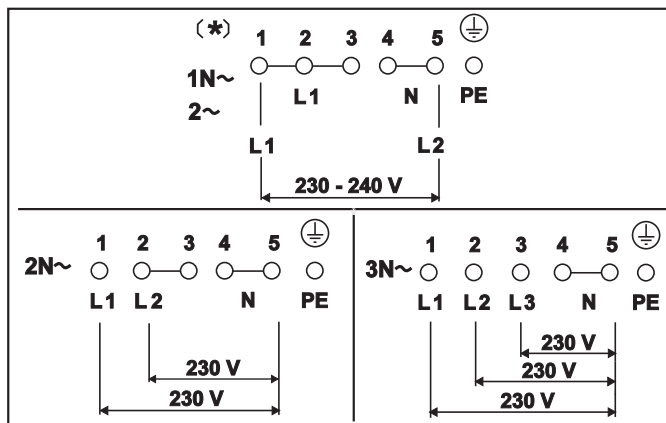 (*) 1 2 3 4 5
1N~ L1 N PE
2~
L1 L2
230 - 240 V
1 2 3 4 5
2N~
L1 L2 N PE
230 V
230 V
1 2 3 4 5
3N~
L1 L2 L3 N PE
230 V
230 V
230 V